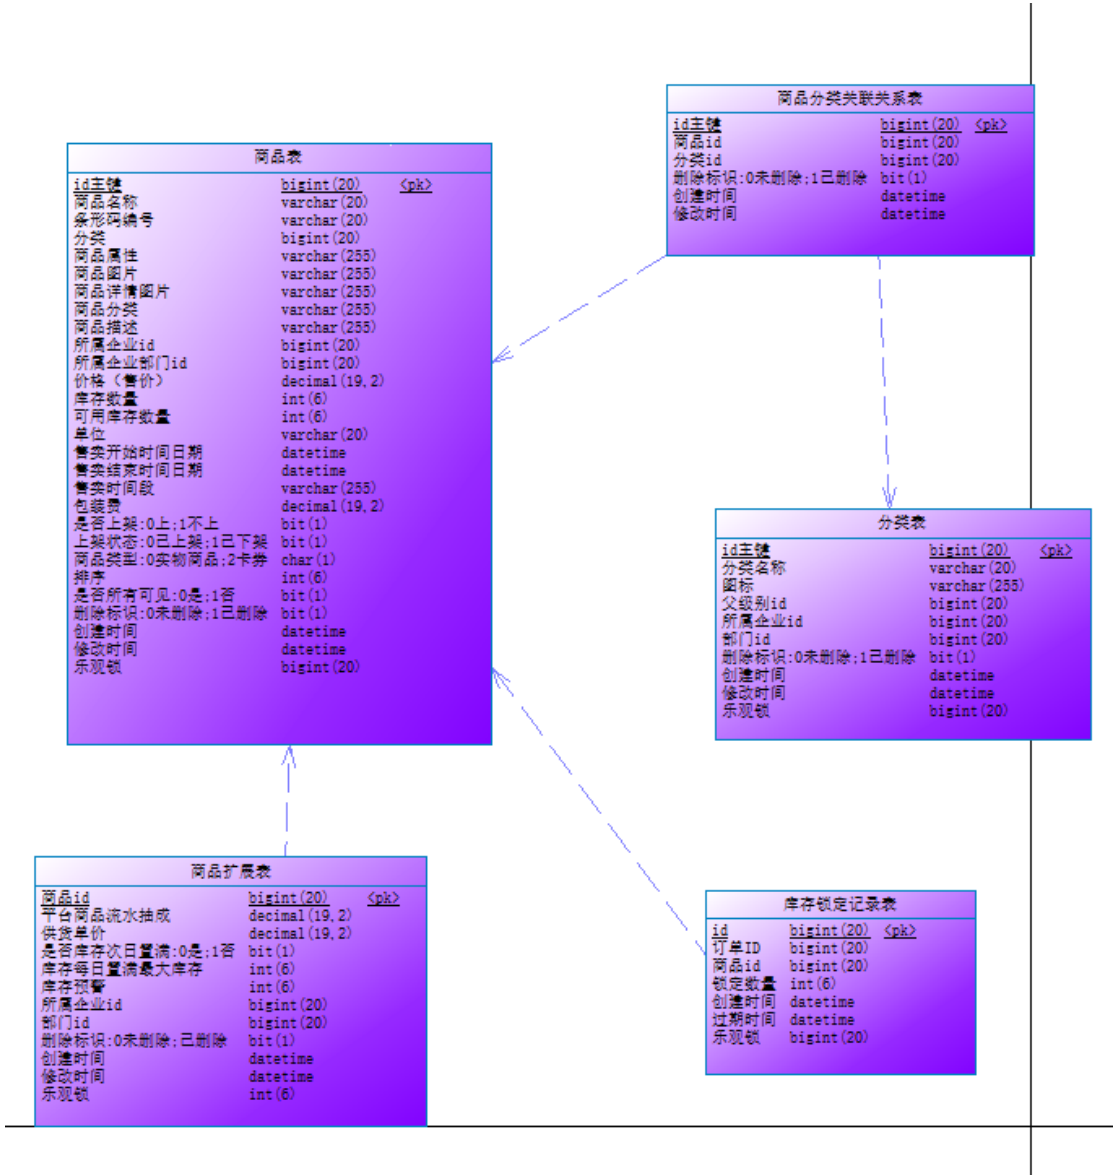 商品分类关联关系表
id主键 bigint(20) <pk>
商品id bigint(20)
分类id bigint(20)
删除标识:0未删除;1已删除 bit(1)
创建时间 datetime
修改时间 datetime
商品表
id主键 bigint(20) <pk>
商品名称 varchar(20)
条形码编号 varchar(20)
分类 bigint(20)
商品属性 varchar(255)
商品图片 varchar(255)
商品详情图片 varchar(255)
商品分类 varchar(255)
商品描述 varchar(255)
所属企业id bigint(20)
所属企业部门id bigint(20)
价格（售价） decimal(19,2)
库存数量 int(6)
可用库存数量 int(6)
单位 varchar(20)
售卖开始时间日期 datetime
售卖结束时间日期 datetime
售卖时间段 varchar(255)
包装费 decimal(19,2)
是否上架:0上;1不上 bit(1)
上架状态:0已上架;1已下架 bit(1)
商品类型:0实物商品;2卡券 char(1)
排序 int(6)
是否所有可见:0是;1否 bit(1)
删除标识:0未删除;1已删除 bit(1)
创建时间 datetime
修改时间 datetime
乐观锁 bigint(20)
分类表
id主键 bigint(20) <pk>
分类名称 varchar(20)
图标 varchar(255)
父级别id bigint(20)
所属企业id bigint(20)
部门id bigint(20)
删除标识:0未删除;1已删除 bit(1)
创建时间 datetime
修改时间 datetime
乐观锁 bigint(20)
商品扩展表
商品id bigint(20) <pk>
平台商品流水抽成 decimal(19,2)
供货单价 decimal(19,2)
是否库存次日置满:0是;1否 bit(1)
库存每日置满最大库存 int(6)
库存预警 int(6)
所属企业id bigint(20)
部门id bigint(20)
删除标识:0未删除;已删除 bit(1)
创建时间 datetime
修改时间 datetime
乐观锁 int(6)
库存锁定记录表
id bigint(20) <pk>
订单ID bigint(20)
商品id bigint(20)
锁定数量 int(6)
创建时间 datetime
过期时间 datetime
乐观锁 bigint(20)